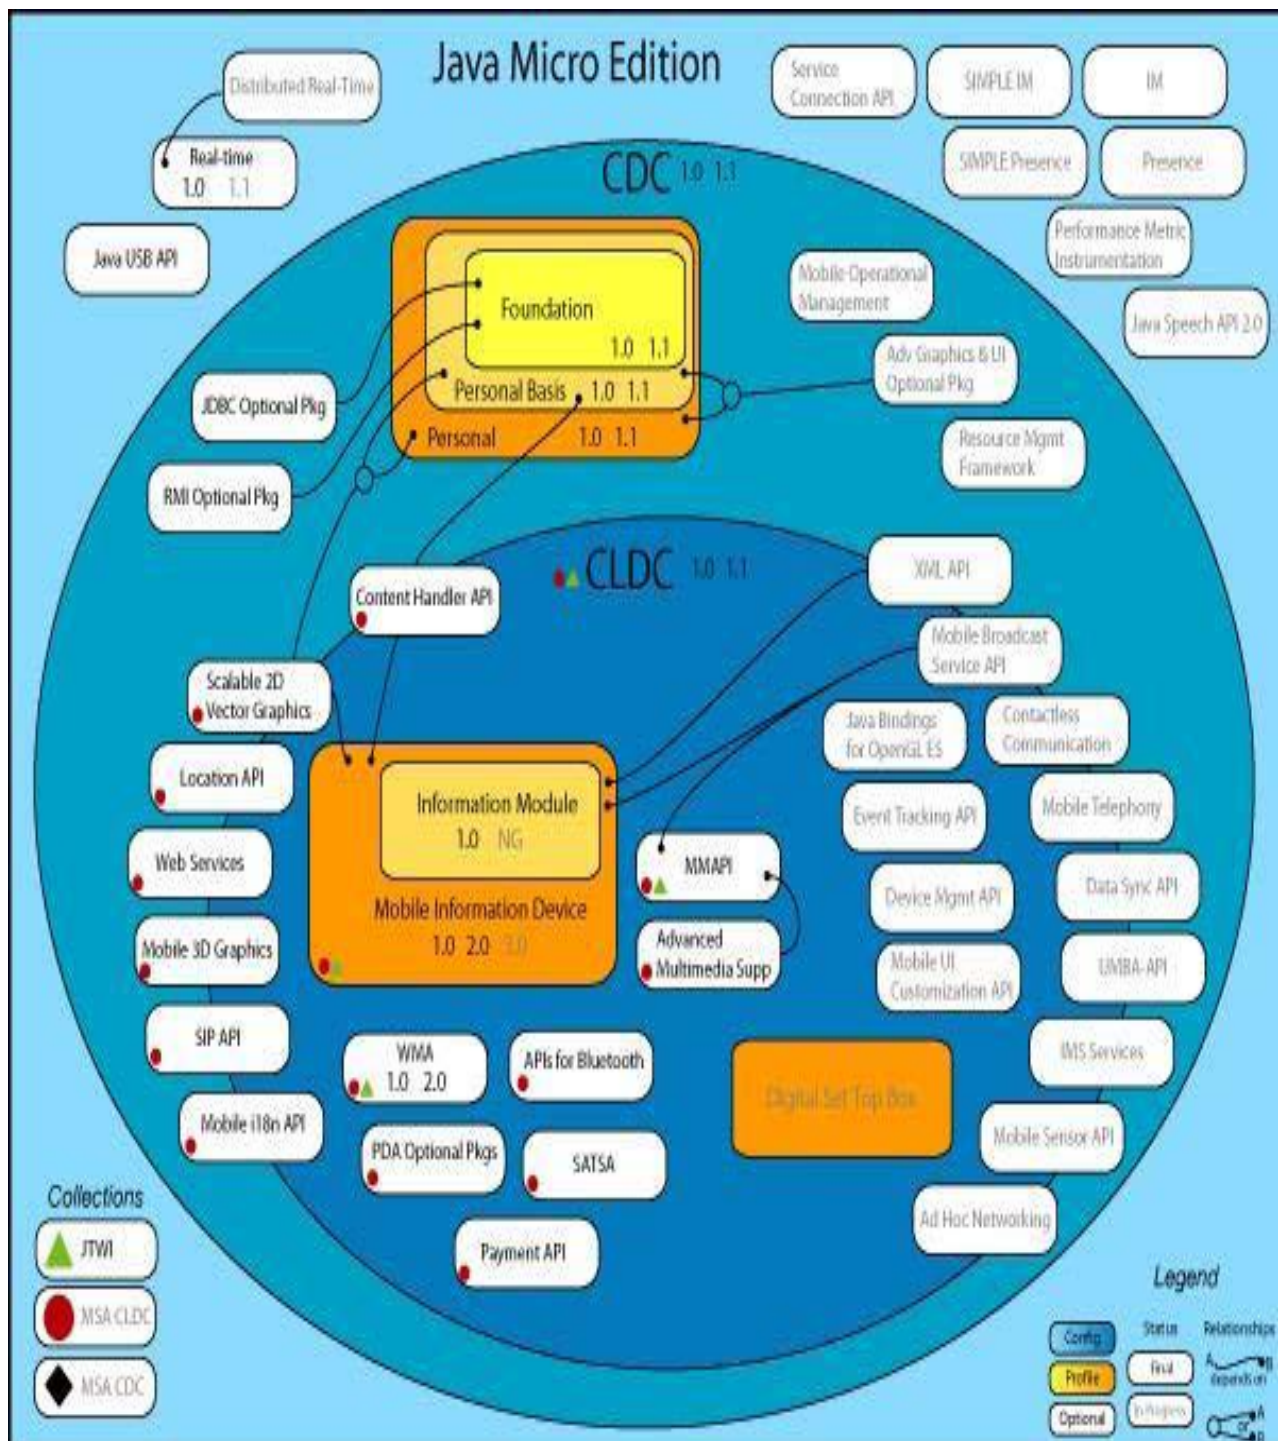 Java Micro Edition
Distributed Real-Time
Real-time
1.0 1.1
Java USB API
Service
Connection API
SIMPLE IM
IM
SIMPLE Presence
Presence
Performance Metric
Instrumentation
Java Speech API 2.0
CDC 1.0 1.1
Foundation
1.0 1.1
Personal Basis 1.0 1.1
Personal 1.0 1.1
Mobile Operational
Management
Adv Graphics & UI
Optional Pkg
Resource Mgmt
Framework
JDBC Optional Pkg
RMI Optional Pkg
CLDC 1.0 1.1
XML API
Content Handler API
Mobile Broadcast
Service API
Scalable 2D
Vector Graphics
Java Bindings
for OpenGL ES
Contactless
Communication
Location API
Information Module
1.0 NG
Mobile Information Device
1.0 2.0 3.0
MMAPI
Advanced
Multimedia Supp
Event Tracking API
Mobile Telephony
Web Services
Device Mgmt API
Data Sync API
Mobile 3D Graphics
Mobile UI
Customization API
UMBA-API
SIP API
WMA
1.0 2.0
APIs for Bluetooth
IMS Services
Digital Set Top Box
Mobile i18n API
PDA Optional Pkgs
SATSA
Mobile Sensor API
Payment API
Ad Hoc Networking
Collections
JTWI
MSA CLDC
MSA CDC
Legend
Config
Profile
Optional
Status
Final
In Progress
Relationships
A B
depends on
A
or
B